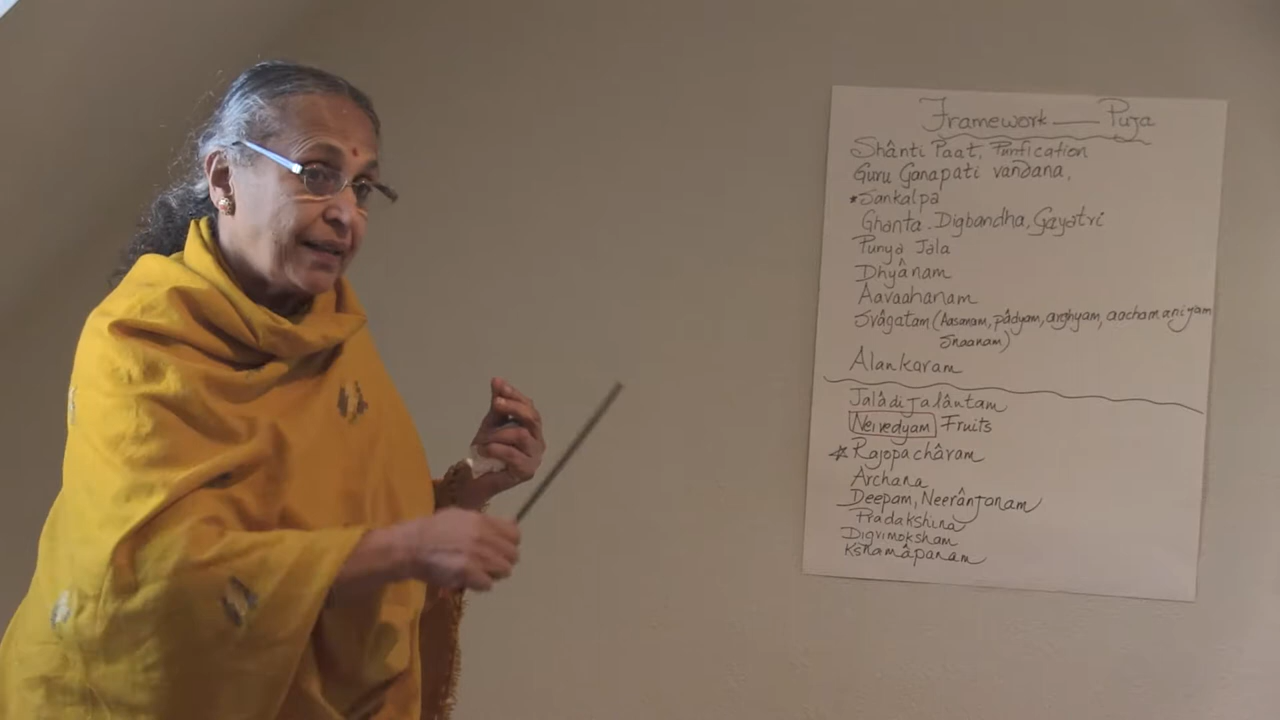 Framework — Puja
Shânti Paat, Purification
Guru Ganapati vandana,
*Sankalpa
Ghanta - Digbandha, Gayatri
Punya Jala
Dhyânam
Aavaahanam
Svâgatam (Aasanam, pâdyam, arghyam, aachamaniyam
Snaanam)
Alankaram
Jalâdi jalântam
Neivedyam Fruits
☆ Rajopachâram
Archana
Deepam, Neerânjanam
Pradakshina
Digvimoksham
Kshamâpanam